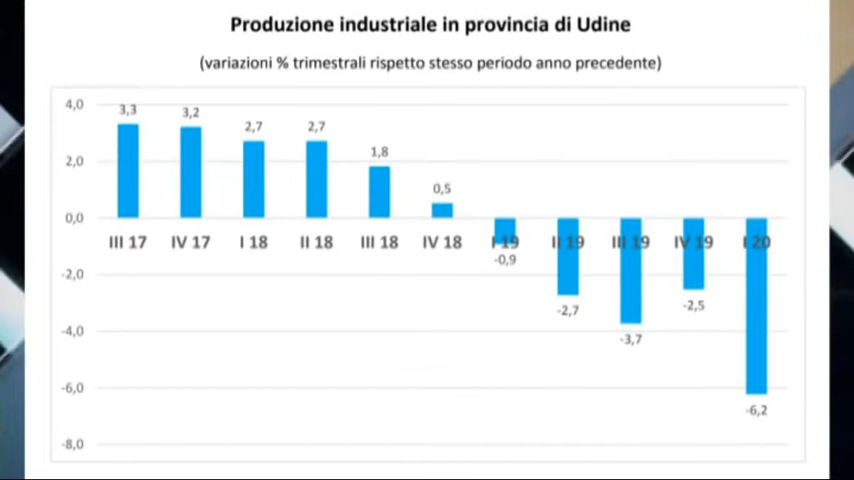 Produzione industriale in provincia di Udine
(variazioni % trimestrali rispetto stesso periodo anno precedente)
4,0
2,0
0,0
-2,0
-4,0
-6,0
-8,0
3,3
3,2
2,7
2,7
1,8
0,5
-0,9
-2,7
-3,7
-2,5
-6,2
III 17
IV 17
I 18
II 18
III 18
IV 18
I 19
II 19
III 19
IV 19
I 20